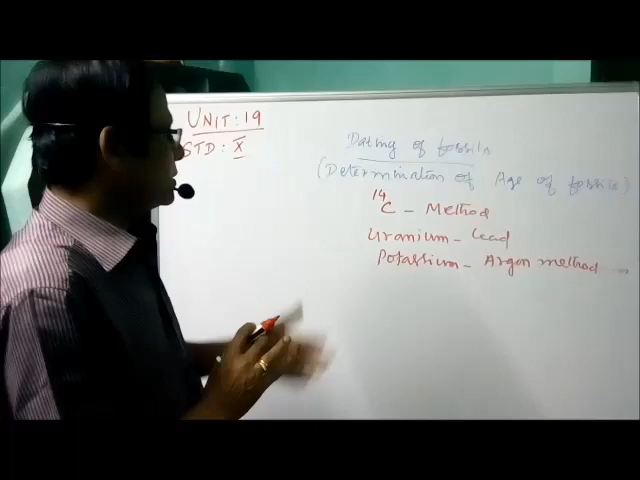 UNIT: 19
STD: X
Dating of fossils
(Determination of Age of fossils)
14C - Method
Uranium - Lead
Potassium - Argon method